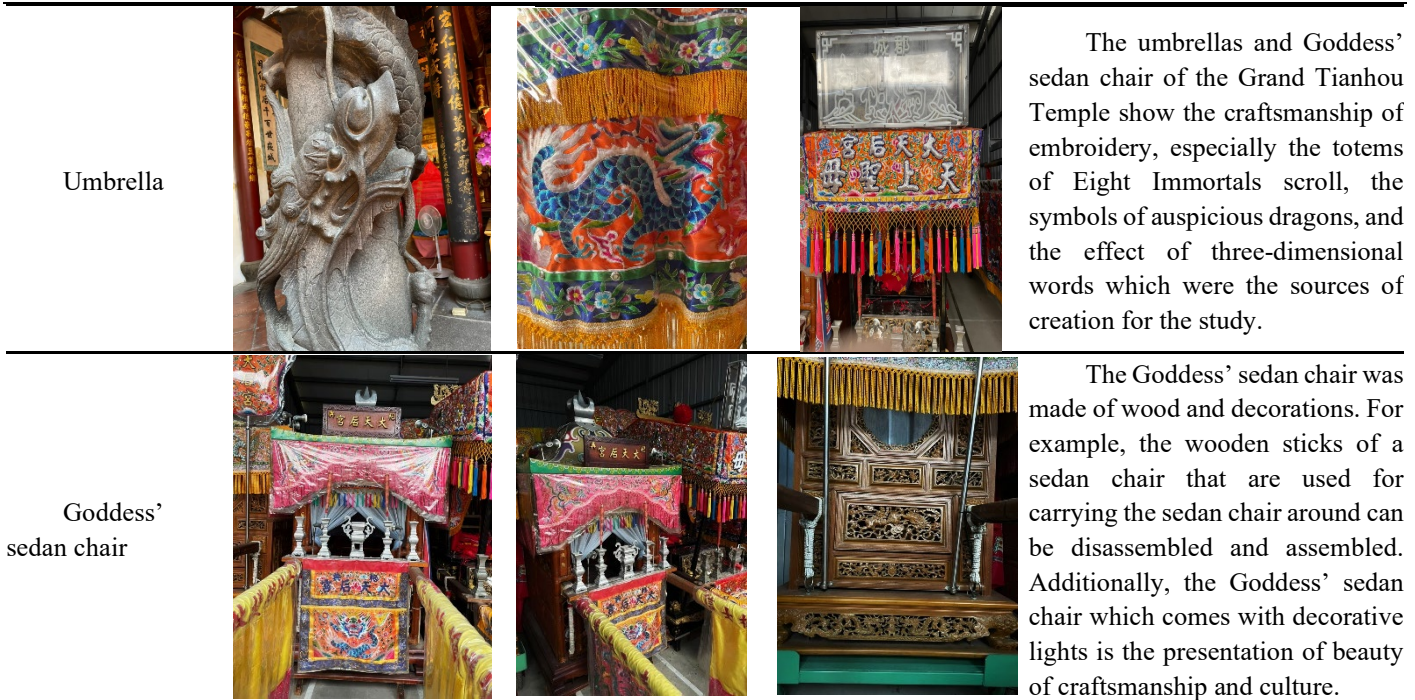 Umbrella
大天后宮
天上聖母
The umbrellas and Goddess’
sedan chair of the Grand Tianhou
Temple show the craftsmanship of
embroidery, especially the totems
of Eight Immortals scroll, the
symbols of auspicious dragons, and
the effect of three-dimensional
words which were the sources of
creation for the study.
Goddess’
sedan chair
大天后宮
大天后宮
The Goddess’ sedan chair was
made of wood and decorations. For
example, the wooden sticks of a
sedan chair that are used for
carrying the sedan chair around can
be disassembled and assembled.
Additionally, the Goddess’ sedan
chair which comes with decorative
lights is the presentation of beauty
of craftsmanship and culture.